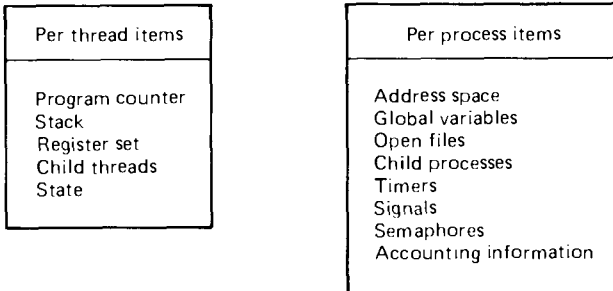 Per thread items
Program counter
Stack
Register set
Child threads
State
Per process items
Address space
Global variables
Open files
Child processes
Timers
Signals
Semaphores
Accounting information